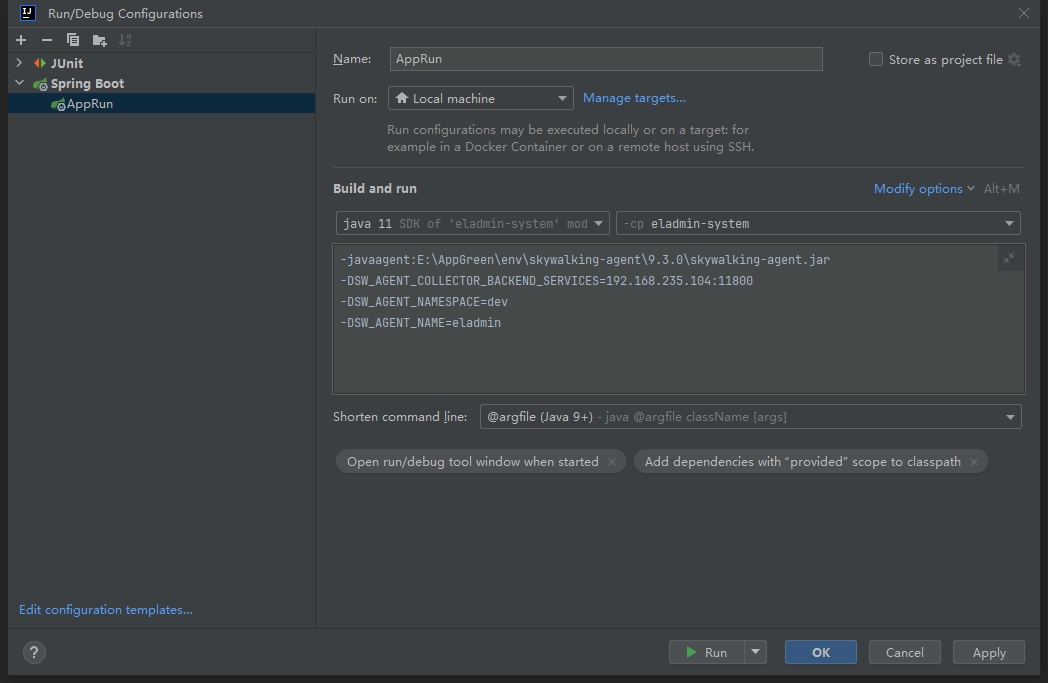 Run/Debug Configurations
JUnit
Spring Boot
AppRun
Edit configuration templates...
Name: AppRun
Store as project file
Run on: Local machine Manage targets...
Run configurations may be executed locally or on a target: for
example in a Docker Container or on a remote host using SSH.
Build and run Modify options Alt+M
java 11 SDK of 'eladmin-system' mod -cp eladmin-system
-javaagent:E:\AppGreen\env\skywalking-agent\9.3.0\skywalking-agent.jar
-DSW_AGENT_COLLECTOR_BACKEND_SERVICES=192.168.235.104:11800
-DSW_AGENT_NAMESPACE=dev
-DSW_AGENT_NAME=eladmin
Shorten command line: @argfile (Java 9+) - java @argfile className [args]
Open run/debug tool window when started × Add dependencies with “provided” scope to classpath ×
? Run OK Cancel Apply